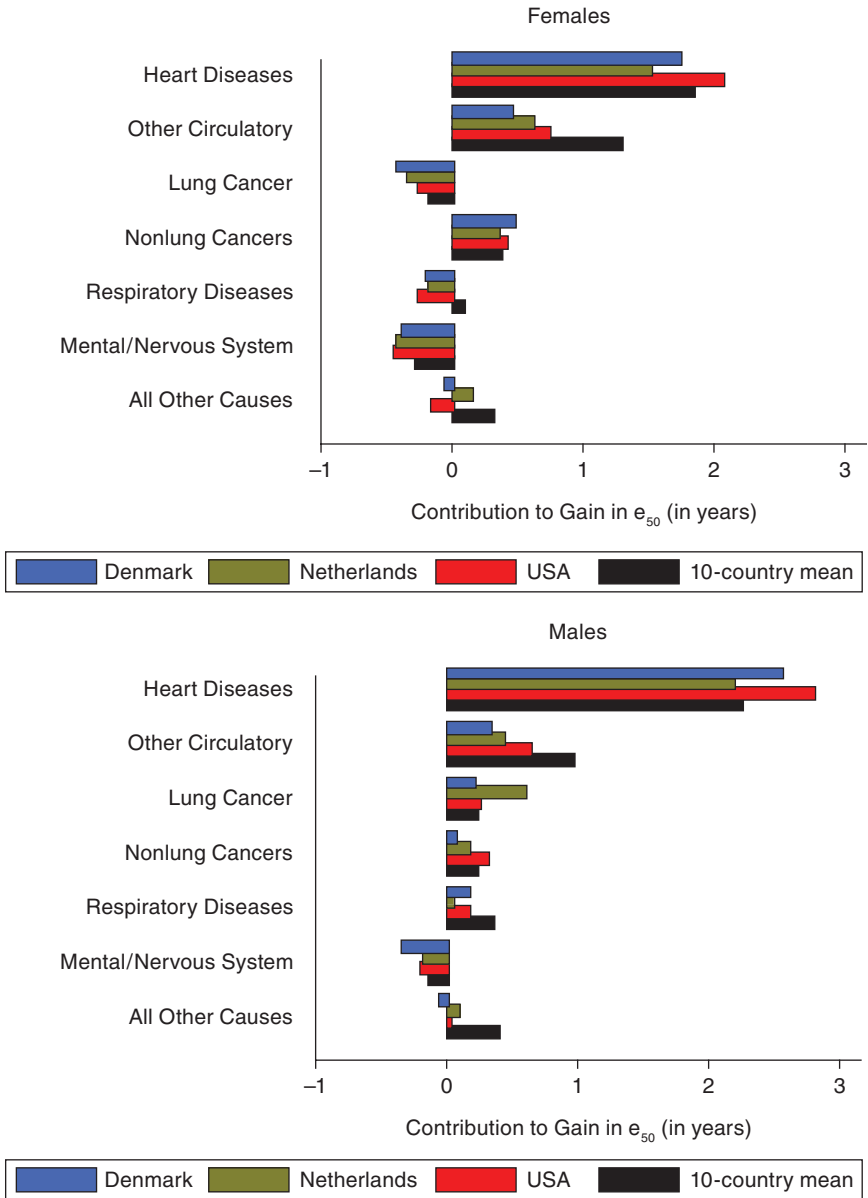 Females
Heart Diseases
Other Circulatory
Lung Cancer
Nonlung Cancers
Respiratory Diseases
Mental/Nervous System
All Other Causes
–1 0 1 2 3
Contribution to Gain in e50 (in years)
Denmark Netherlands USA 10-country mean
Males
Heart Diseases
Other Circulatory
Lung Cancer
Nonlung Cancers
Respiratory Diseases
Mental/Nervous System
All Other Causes
–1 0 1 2 3
Contribution to Gain in e50 (in years)
Denmark Netherlands USA 10-country mean